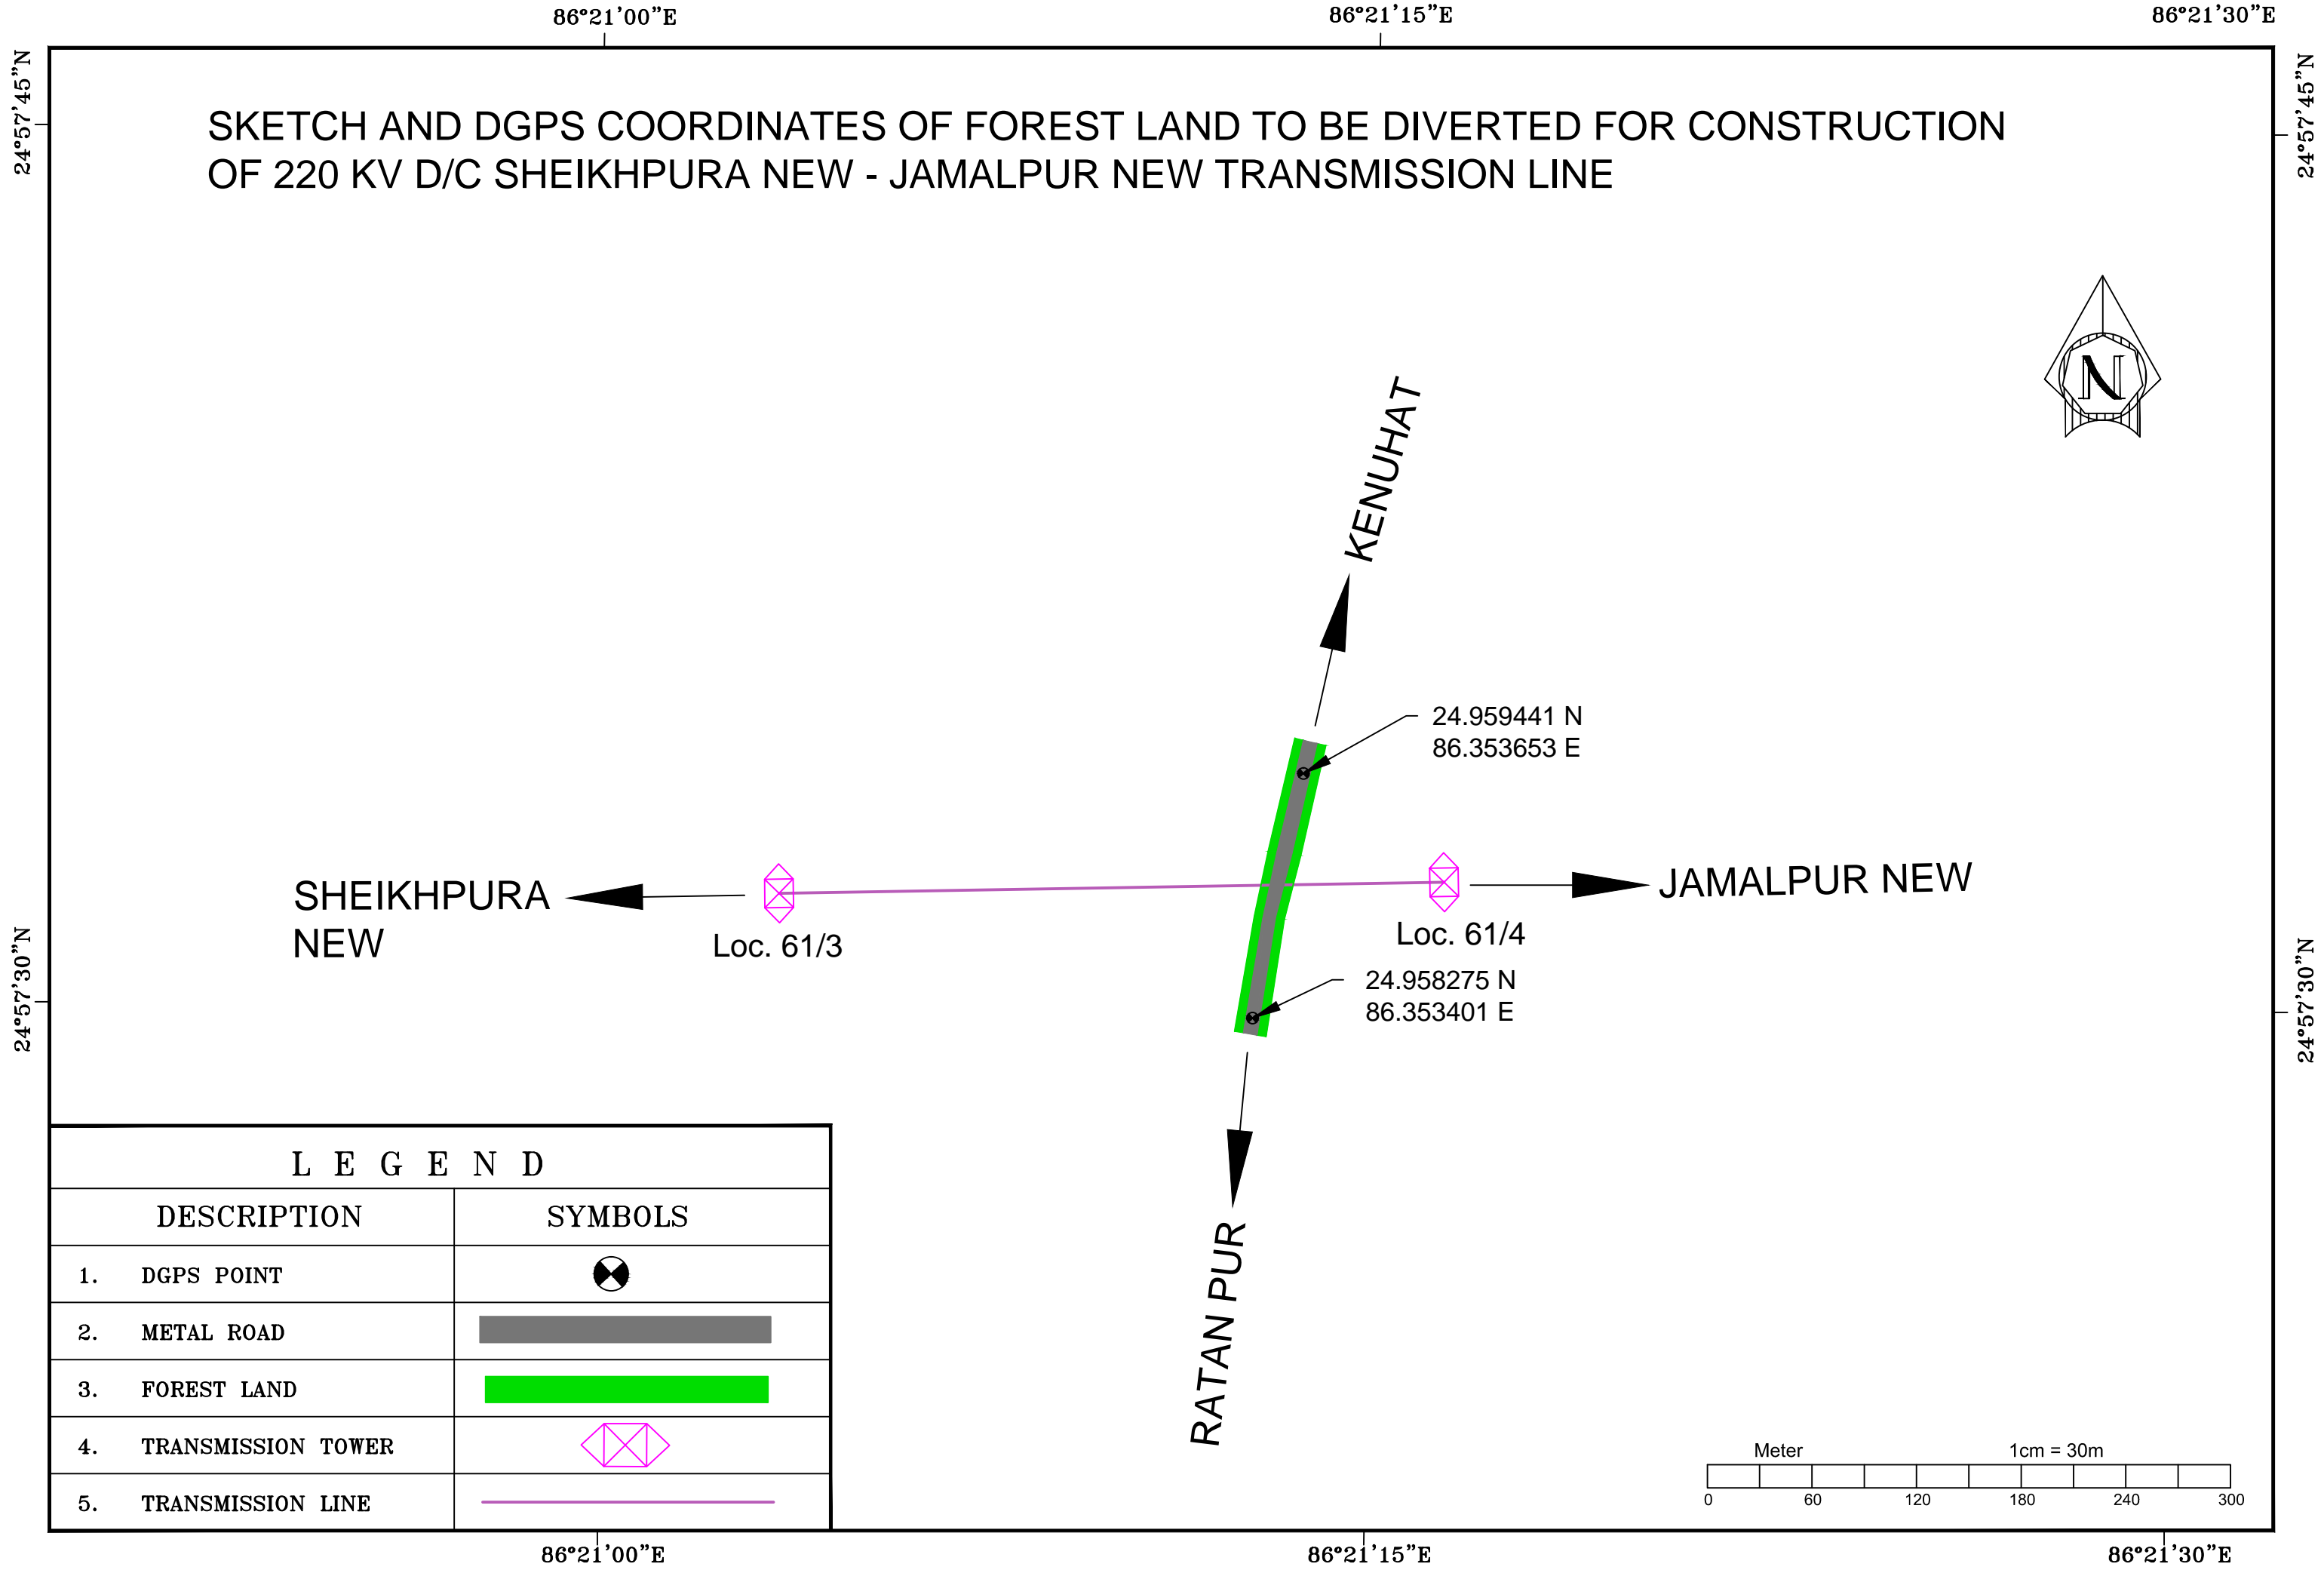 86°21'00"E
86°21'15"E
86°21'30"E
24°57'45"N
24°57'45"N
SKETCH AND DGPS COORDINATES OF FOREST LAND TO BE DIVERTED FOR CONSTRUCTION
OF 220 KV D/C SHEIKHPURA NEW - JAMALPUR NEW TRANSMISSION LINE
N
KENUHAT
24.959441 N
86.353653 E
SHEIKHPURA
NEW
JAMALPUR NEW
Loc. 61/3
Loc. 61/4
24.958275 N
86.353401 E
24°57'30"N
24°57'30"N
RATAN PUR
LEGEND
DESCRIPTION SYMBOLS
1. DGPS POINT
2. METAL ROAD
3. FOREST LAND
4. TRANSMISSION TOWER
5. TRANSMISSION LINE
Meter 1cm = 30m
0 60 120 180 240 300
86°21'00"E
86°21'15"E
86°21'30"E